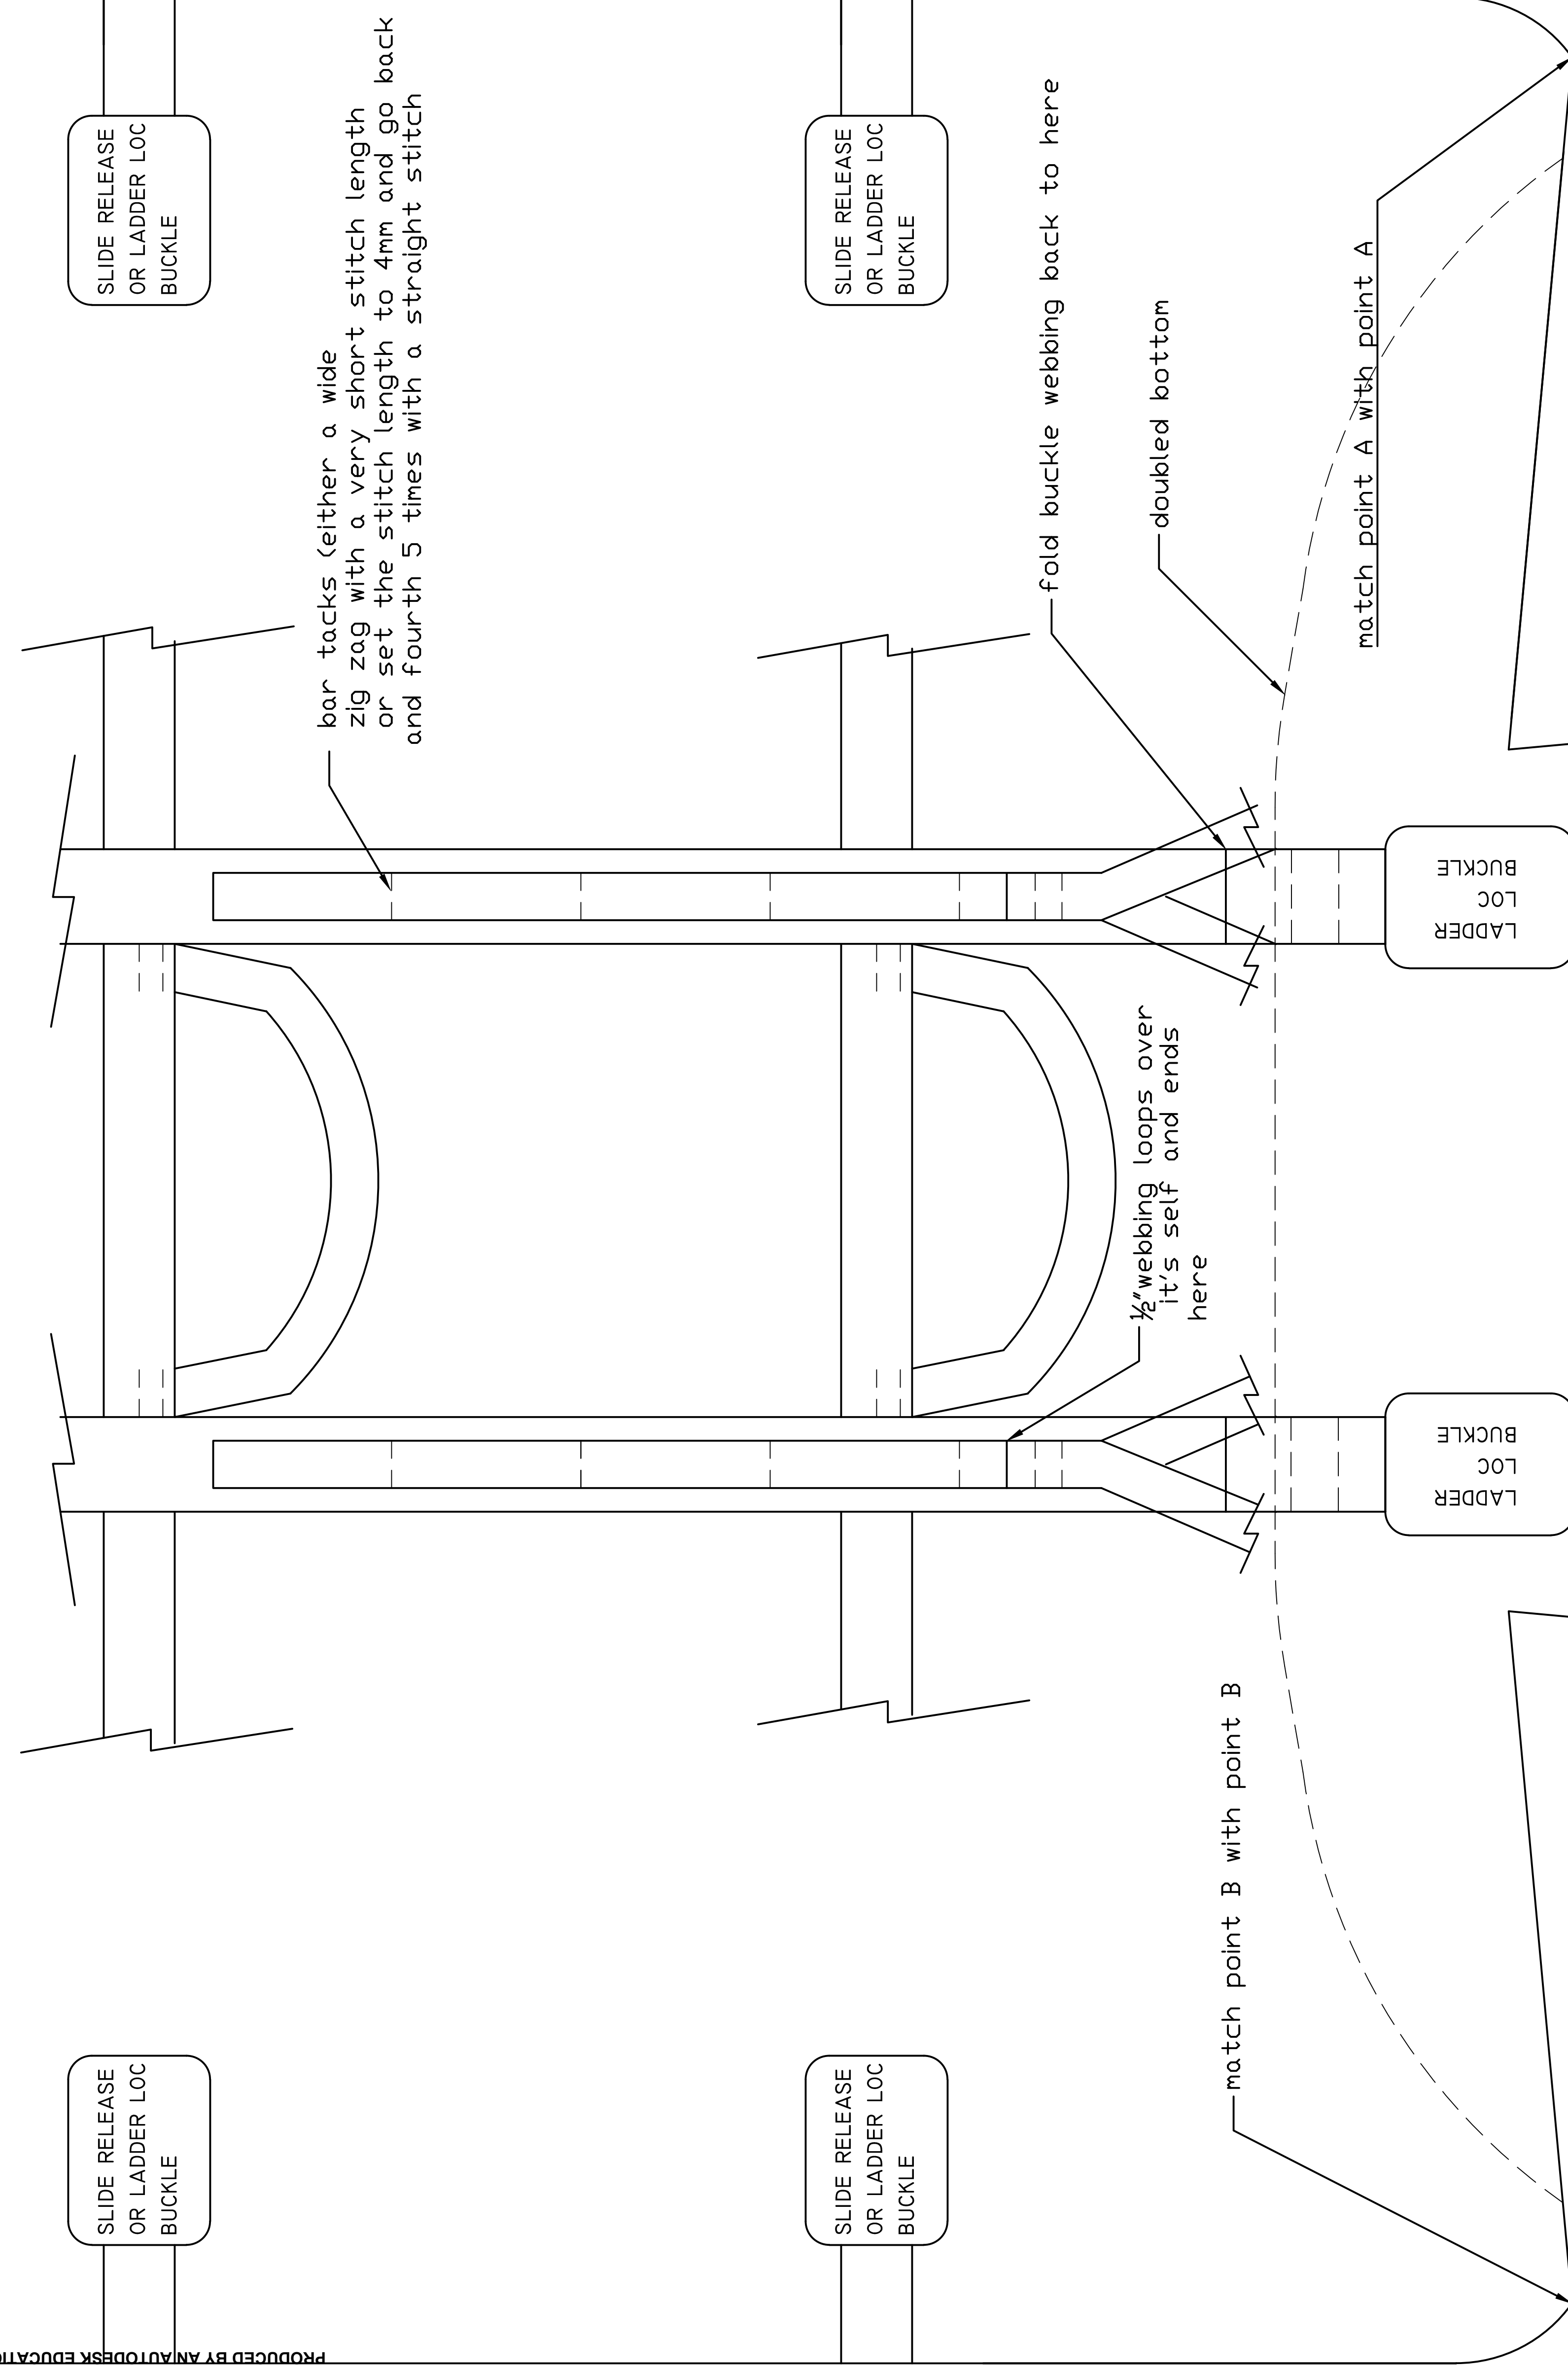 SLIDE RELEASE
OR LADDER LOC
BUCKLE
SLIDE RELEASE
OR LADDER LOC
BUCKLE
bar tacks (either a wide
zig zag with a very short stitch length
or set the stitch length to 4mm and go back
and fourth 5 times with a straight stitch
SLIDE RELEASE
OR LADDER LOC
BUCKLE
SLIDE RELEASE
OR LADDER LOC
BUCKLE
fold buckle webbing back to here
doubled bottom
½"webbing loops over
it's self and ends
here
match point B with point B
match point A with point A
LADDER
LOC
BUCKLE
LADDER
LOC
BUCKLE
PRODUCED BY AN AUTODESK